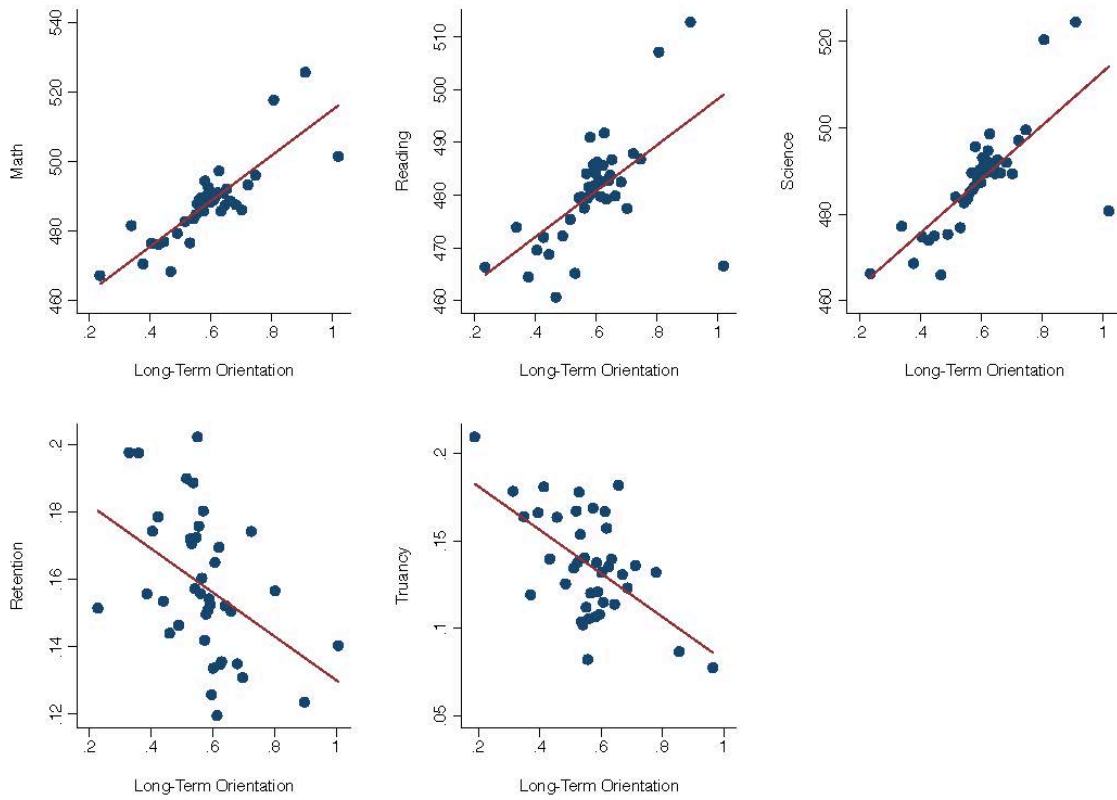 Math
460 480 500 520 540
.2 .4 .6 .8 1
Long-Term Orientation
Reading
460 470 480 490 500 510
.2 .4 .6 .8 1
Long-Term Orientation
Science
460 480 500 520
.2 .4 .6 .8 1
Long-Term Orientation
Retention
.12 .14 .16 .18 .2
.2 .4 .6 .8 1
Long-Term Orientation
Truancy
.05 .1 .15 .2
.2 .4 .6 .8 1
Long-Term Orientation